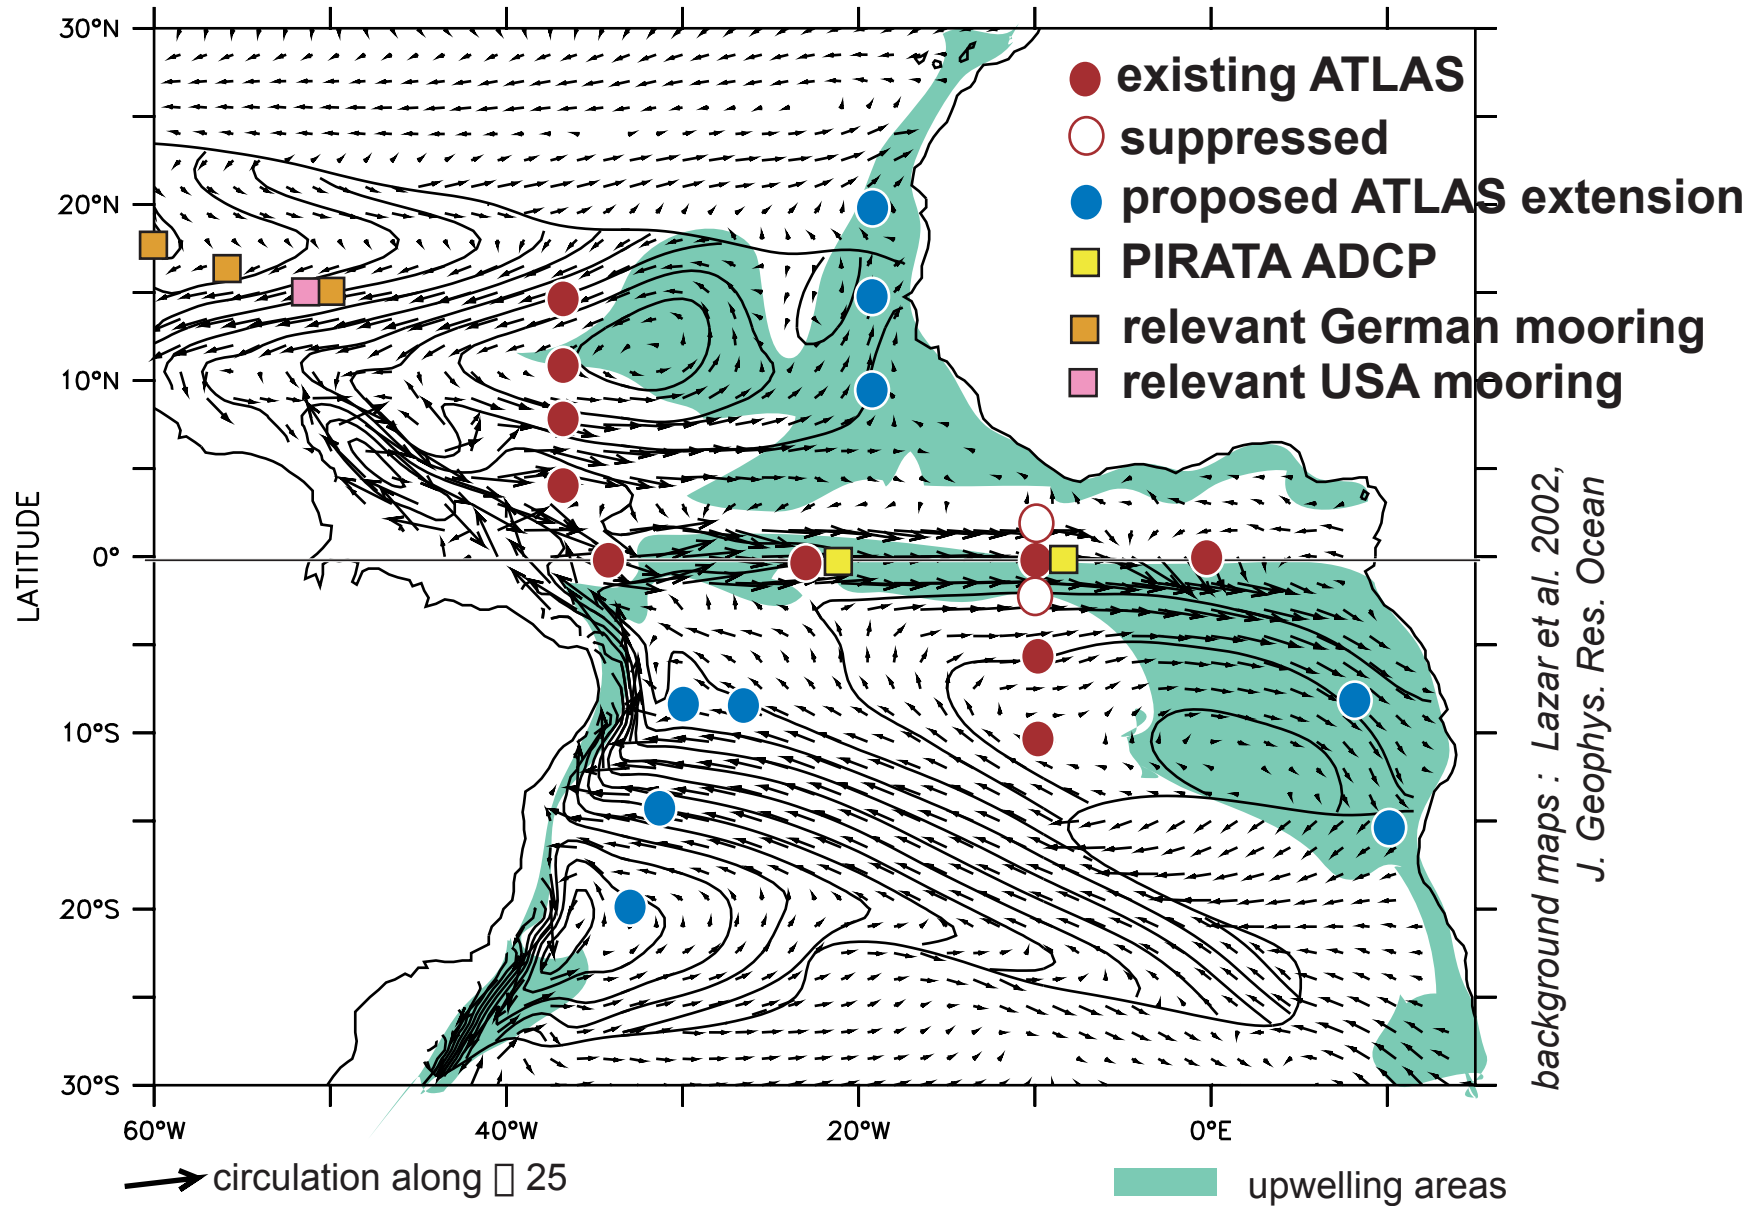 30°N
20°N
10°N
0°
10°S
20°S
30°S
LATITUDE
60°W
40°W
20°W
0°E
existing ATLAS
suppressed
proposed ATLAS extension
PIRATA ADCP
relevant German mooring
relevant USA mooring
background maps : Lazar et al. 2002,
J. Geophys. Res. Ocean
circulation along 25
upwelling areas